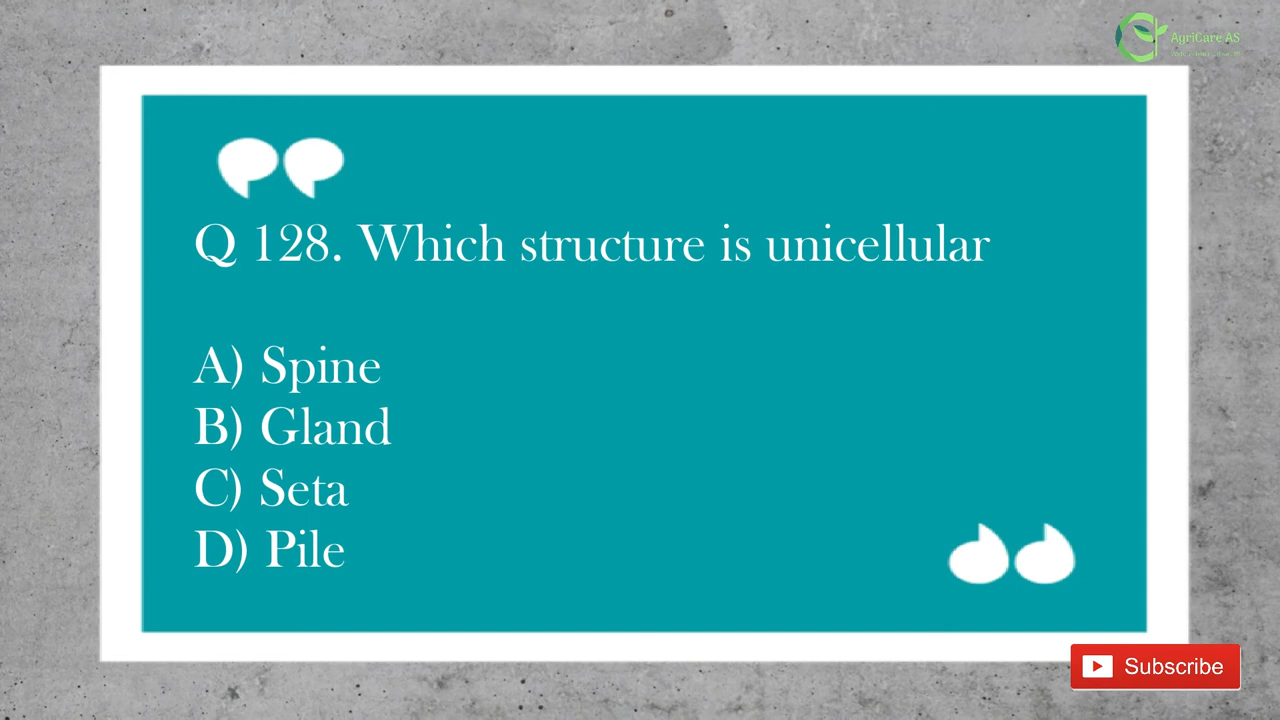 AgriCare AS
Q 128. Which structure is unicellular
A) Spine
B) Gland
C) Seta
D) Pile
Subscribe